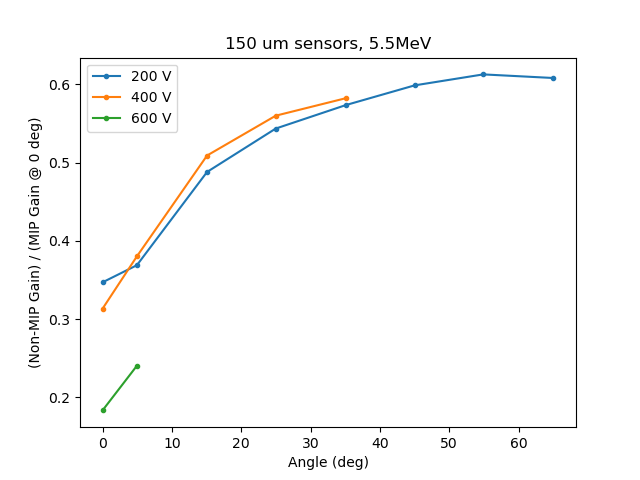 150 um sensors, 5.5MeV
200 V
400 V
600 V
(Non-MIP Gain) / (MIP Gain @ 0 deg)
0.6
0.5
0.4
0.3
0.2
0 10 20 30 40 50 60
Angle (deg)